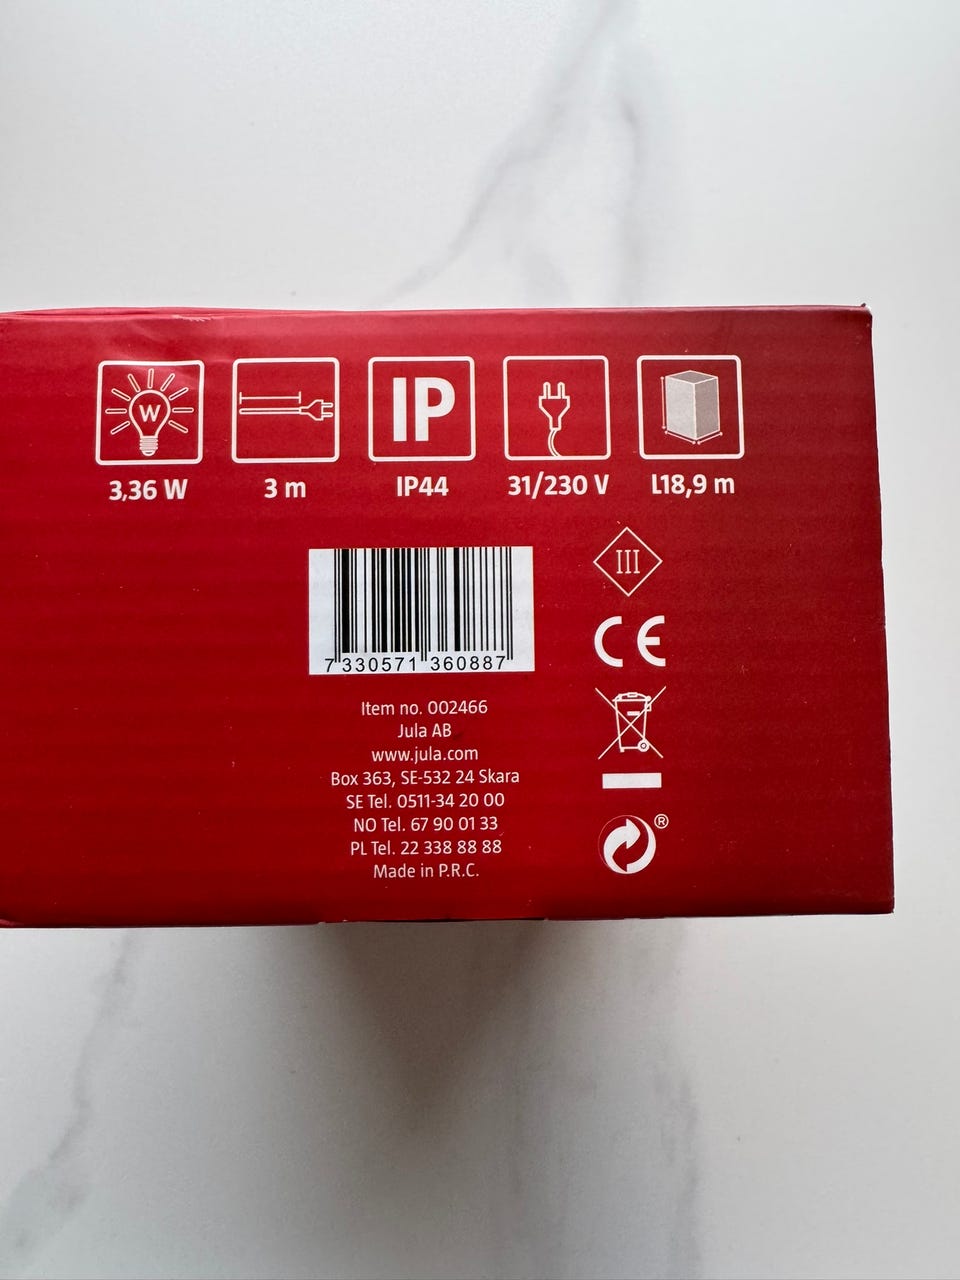 W
IP
3,36 W 3 m IP44 31/230 V L18,9 m
III
CE
7 330571 360887
Item no. 002466
Jula AB
www.jula.com
Box 363, SE-532 24 Skara
SE Tel. 0511-34 20 00
NO Tel. 67 90 01 33
PL Tel. 22 338 88 88
Made in P.R.C.
®